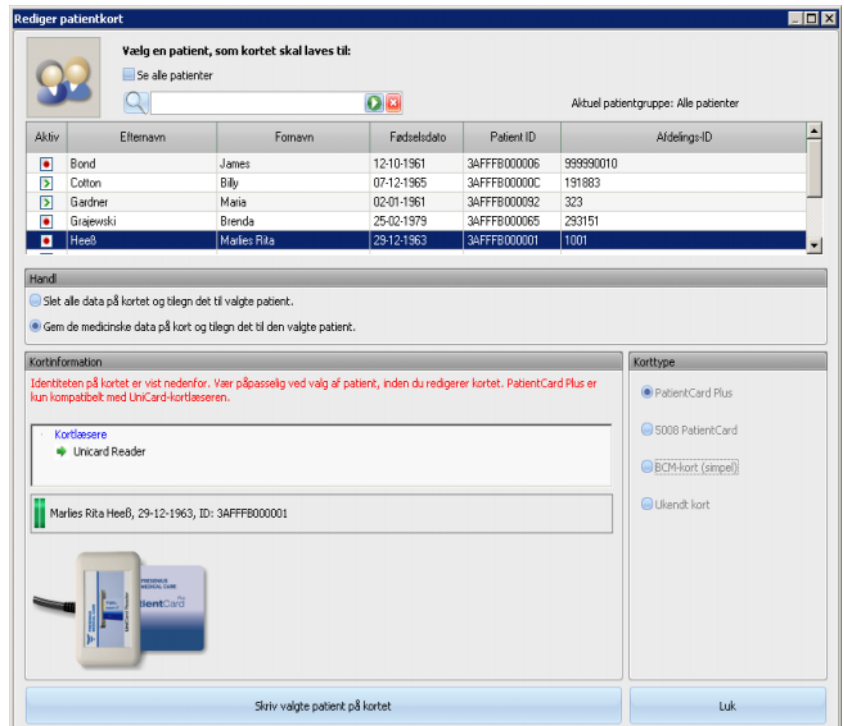 Rediger patientkort
Vælg en patient, som kortet skal laves til:
Se alle patienter
Aktuel patientgruppe: Alle patienter
Aktiv Efternavn Fornavn Fødselsdato Patient ID Afdelings-ID
Bond James 12-10-1961 3AFFFB000006 999990010
Cotton Billy 07-12-1965 3AFFFB00000C 191883
Gardner Maria 02-01-1961 3AFFFB000092 323
Grajewski Brenda 25-02-1979 3AFFFB000065 293151
Heeß Marlies Rita 29-12-1963 3AFFFB000001 1001
Handl
Slet alle data på kortet og tilegn det til valgte patient.
Gem de medicinske data på kort og tilegn det til den valgte patient.
Kortinformation
Identiteten på kortet er vist nedenfor. Vær påpasselig ved valg af patient, inden du redigerer kortet. PatientCard Plus er
kun kompatibelt med UniCard-kortlæseren.
Kortlæsere
Unicard Reader
Marlies Rita Heeß, 29-12-1963, ID: 3AFFFB000001
FRESENIUS
MEDICAL CARE
tientCard Plus
Korttype
PatientCard Plus
5008 PatientCard
BCM-kort (simpel)
Ukendt kort
Skriv valgte patient på kortet
Luk